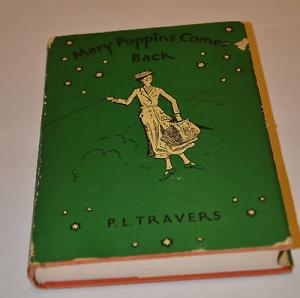 Mary Poppins Comes
Back
P. L. TRAVERS